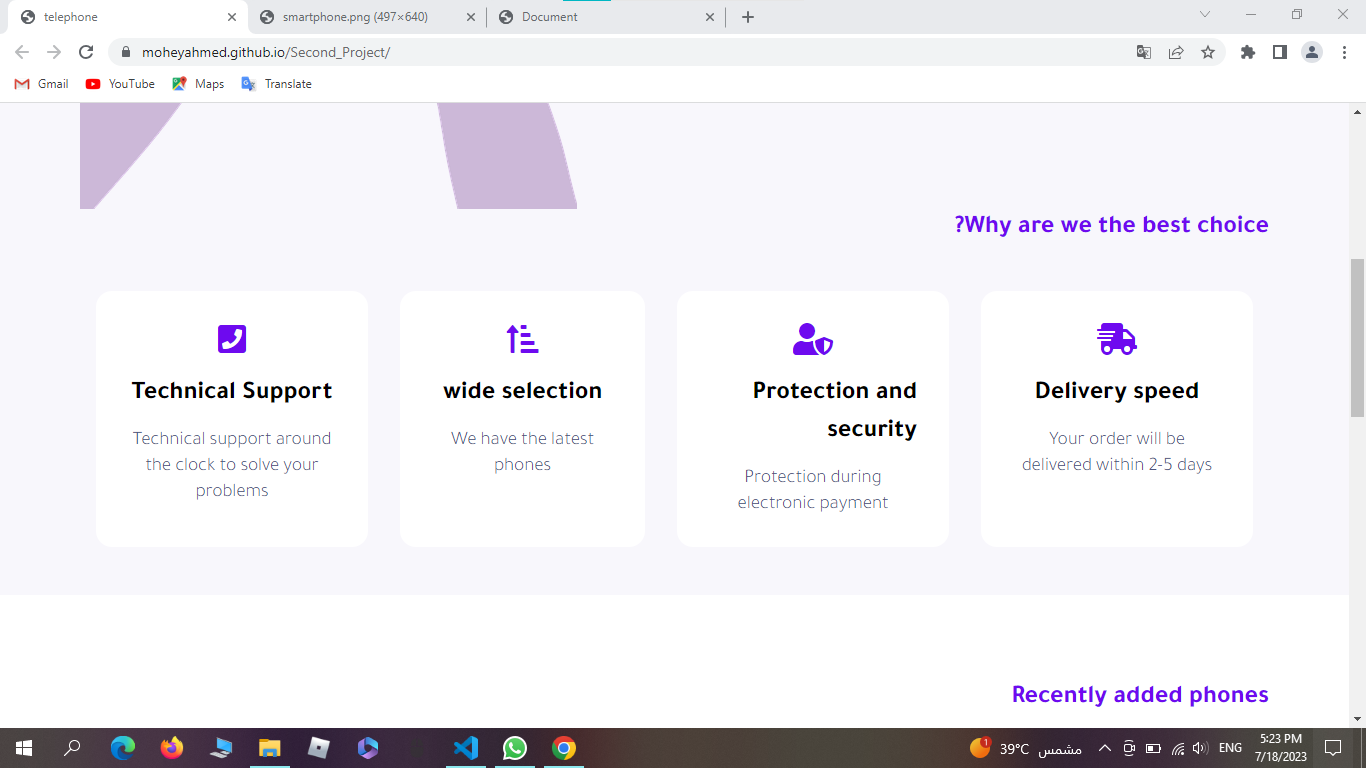 telephone
smartphone.png (497×640)
Document
moheyahmed.github.io/Second_Project/
Gmail
YouTube
Maps
Translate
?Why are we the best choice
Technical Support
Technical support around
the clock to solve your
problems
wide selection
We have the latest
phones
Protection and
security
Protection during
electronic payment
Delivery speed
Your order will be
delivered within 2-5 days
Recently added phones
1
39°C مشمس
ENG
5:23 PM
7/18/2023